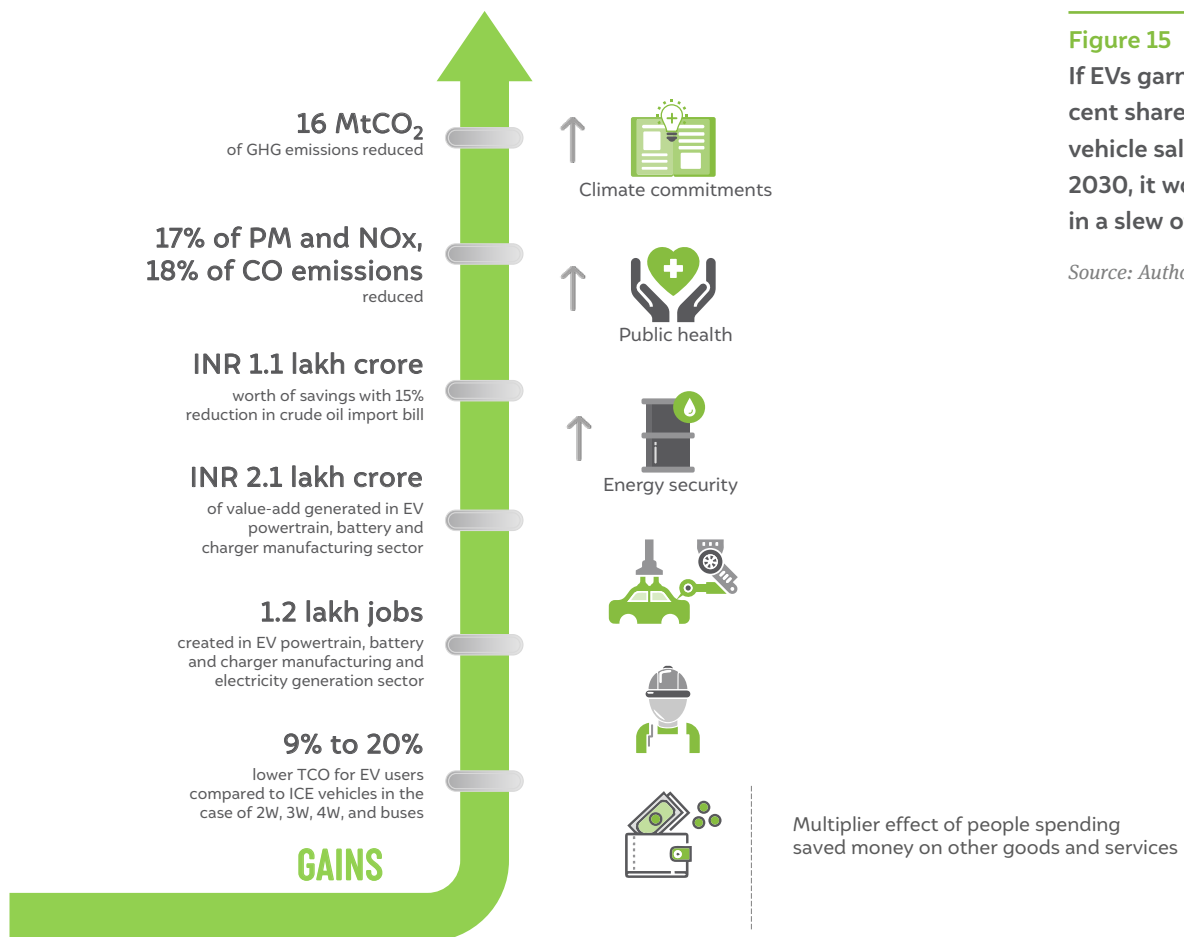 16 MtCO₂
of GHG emissions reduced
Climate commitments
17% of PM and NOx,
18% of CO emissions
reduced
Public health
INR 1.1 lakh crore
worth of savings with 15%
reduction in crude oil import bill
Energy security
INR 2.1 lakh crore
of value-add generated in EV
powertrain, battery and
charger manufacturing sector
1.2 lakh jobs
created in EV powertrain, battery
and charger manufacturing and
electricity generation sector
9% to 20%
lower TCO for EV users
compared to ICE vehicles in the
case of 2W, 3W, 4W, and buses
Multiplier effect of people spending
saved money on other goods and services
GAINS
Figure 15
If EVs
cent share
vehicle
2030, it
in a slew
Source: